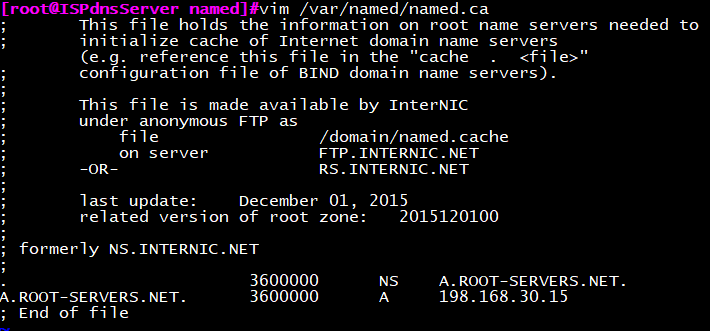 [root@ISPdnsServer named]#vim /var/named/named.ca
; This file holds the information on root name servers needed to
; initialize cache of Internet domain name servers
(e.g. reference this file in the "cache . <file>"
; configuration file of BIND domain name servers).
;
; This file is made available by InterNIC
; under anonymous FTP as
; file /domain/named.cache
; on server FTP.INTERNIC.NET
; -OR- RS.INTERNIC.NET
;
; last update: December 01, 2015
; related version of root zone: 2015120100
;
; formerly NS.INTERNIC.NET
;
. 3600000 NS A.ROOT-SERVERS.NET.
A.ROOT-SERVERS.NET. 3600000 A 198.168.30.15
; End of file
~